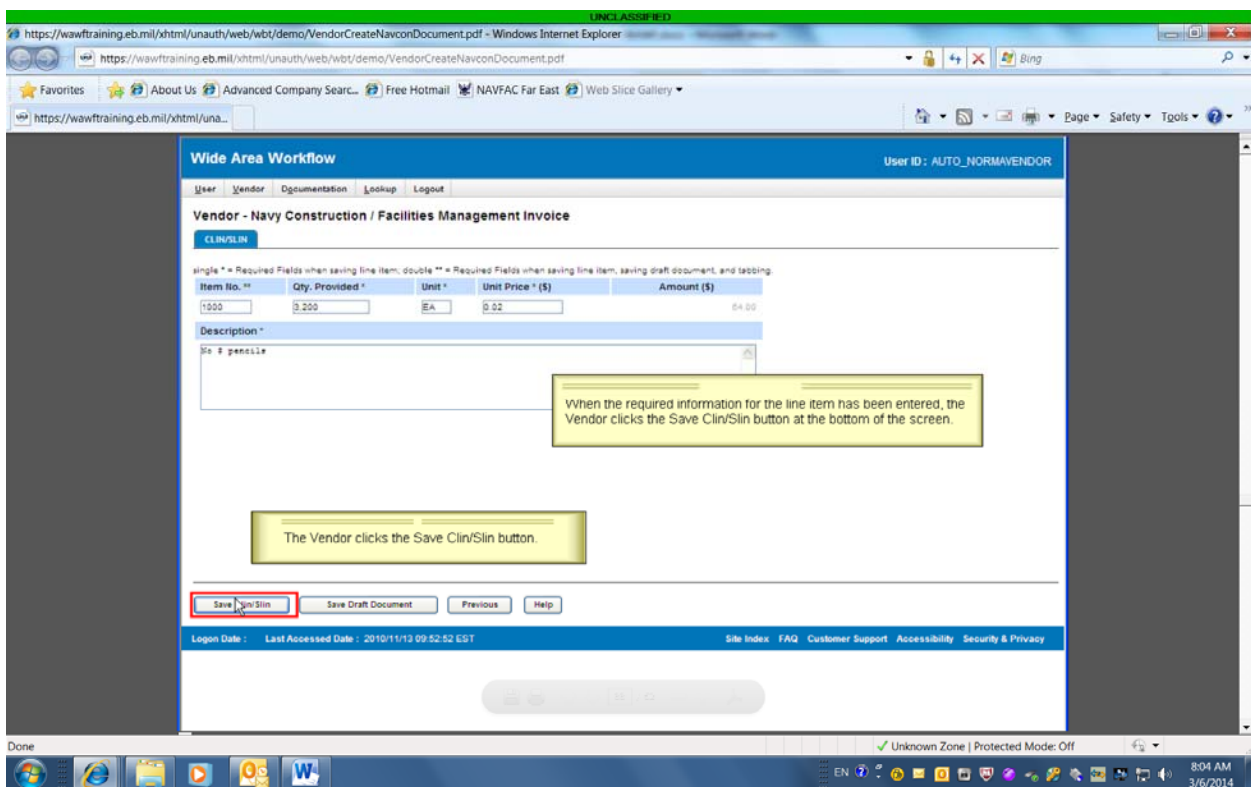 UNCLASSIFIED
https://wawftraining.eb.mil/xhtml/unauth/web/wbt/demo/VendorCreateNavconDocument.pdf - Windows Internet Explorer
https://wawftraining.eb.mil/xhtml/unauth/web/wbt/demo/VendorCreateNavconDocument.pdf
Bing
Favorites About Us Advanced Company Searc... Free Hotmail NAVFAC Far East Web Slice Gallery
https://wawftraining.eb.mil/xhtml/una...
Page Safety Tools
Wide Area Workflow
User ID : AUTO_NORMAVENDOR
User Vendor Documentation Lookup Logout
Vendor - Navy Construction / Facilities Management Invoice
CLIN/SLIN
single * = Required Fields when saving line item; double ** = Required Fields when saving line item, saving draft document, and tabbing.
Item No. ** Qty. Provided * Unit * Unit Price * ($) Amount ($)
1000 3,200 EA 0.02 64.00
Description *
No # pencils
When the required information for the line item has been entered, the
Vendor clicks the Save Clin/Slin button at the bottom of the screen.
The Vendor clicks the Save Clin/Slin button.
Save Clin/Slin Save Draft Document Previous Help
Logon Date : Last Accessed Date : 2010/11/13 09:52:52 EST
Site Index FAQ Customer Support Accessibility Security & Privacy
Done
Unknown Zone | Protected Mode: Off
EN
8:04 AM
3/6/2014